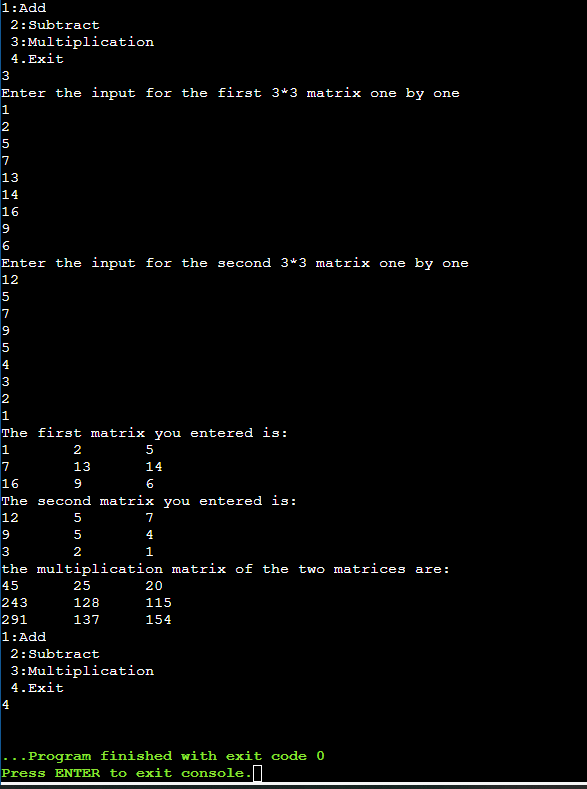 1:Add
 2:Subtract
 3:Multiplication
 4.Exit
3
Enter the input for the first 3*3 matrix one by one
1
2
5
7
13
14
16
9
6
Enter the input for the second 3*3 matrix one by one
12
5
7
9
5
4
3
2
1
The first matrix you entered is:
1       2       5
7       13      14
16      9       6
The second matrix you entered is:
12      5       7
9       5       4
3       2       1
the multiplication matrix of the two matrices are:
45      25      20
243     128     115
291     137     154
1:Add
 2:Subtract
 3:Multiplication
 4.Exit
4
...Program finished with exit code 0
Press ENTER to exit console.